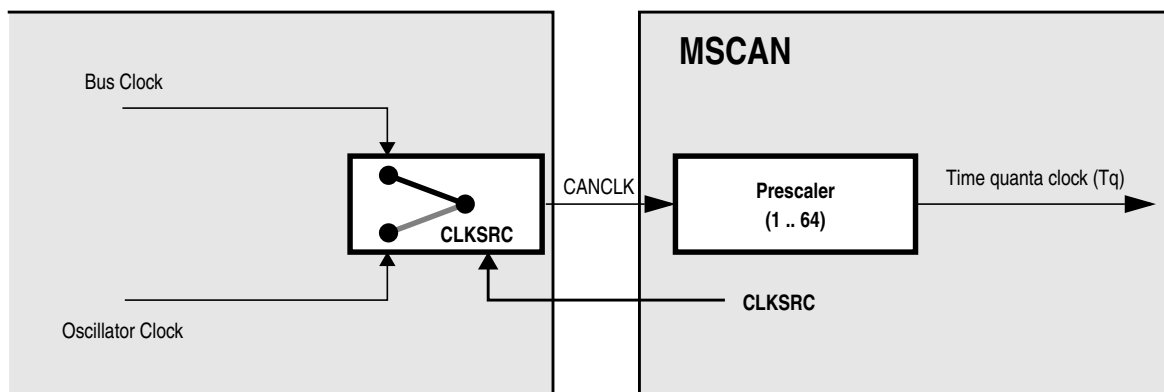 MSCAN
Bus Clock
CANCLK
Prescaler
(1 .. 64)
Time quanta clock (Tq)
CLKSRC
CLKSRC
Oscillator Clock